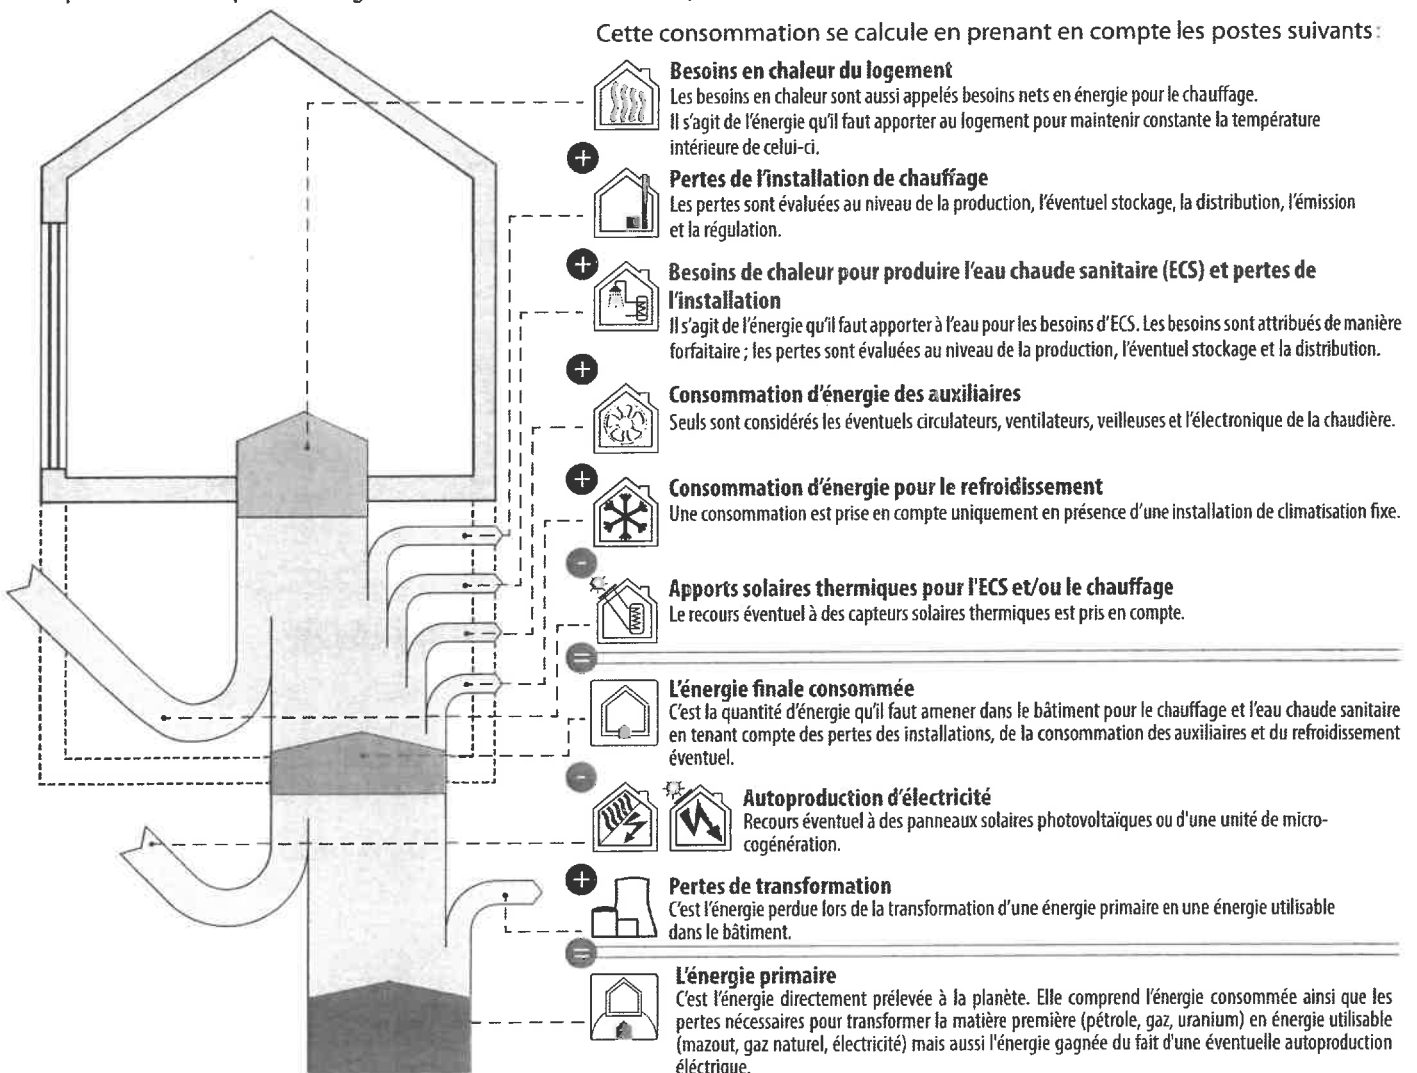 Cette consommation se calcule en prenant en compte les postes suivants :
Besoins en chaleur du logement
Les besoins en chaleur sont aussi appelés besoins nets en énergie pour le chauffage.
Il s'agit de l'énergie qu'il faut apporter au logement pour maintenir constante la température
intérieure de celui-ci.
+
Pertes de l'installation de chauffage
Les pertes sont évaluées au niveau de la production, l'éventuel stockage, la distribution, l'émission
et la régulation.
+
Besoins de chaleur pour produire l'eau chaude sanitaire (ECS) et pertes de
l'installation
Il s'agit de l'énergie qu'il faut apporter à l'eau pour les besoins d'ECS. Les besoins sont attribués de manière
forfaitaire ; les pertes sont évaluées au niveau de la production, l'éventuel stockage et la distribution.
+
Consommation d'énergie des auxiliaires
Seuls sont considérés les éventuels circulateurs, ventilateurs, veilleuses et l'électronique de la chaudière.
+
Consommation d'énergie pour le refroidissement
Une consommation est prise en compte uniquement en présence d'une installation de climatisation fixe.
-
Apports solaires thermiques pour l'ECS et/ou le chauffage
Le recours éventuel à des capteurs solaires thermiques est pris en compte.
=
L'énergie finale consommée
C'est la quantité d'énergie qu'il faut amener dans le bâtiment pour le chauffage et l'eau chaude sanitaire
en tenant compte des pertes des installations, de la consommation des auxiliaires et du refroidissement
éventuel.
-
Autoproduction d'électricité
Recours éventuel à des panneaux solaires photovoltaïques ou d'une unité de micro-
cogénération.
+
Pertes de transformation
C'est l'énergie perdue lors de la transformation d'une énergie primaire en une énergie utilisable
dans le bâtiment.
=
L'énergie primaire
C'est l'énergie directement prélevée à la planète. Elle comprend l'énergie consommée ainsi que les
pertes nécessaires pour transformer la matière première (pétrole, gaz, uranium) en énergie utilisable
(mazout, gaz naturel, électricité) mais aussi l'énergie gagnée du fait d'une éventuelle autoproduction
éléctrique.